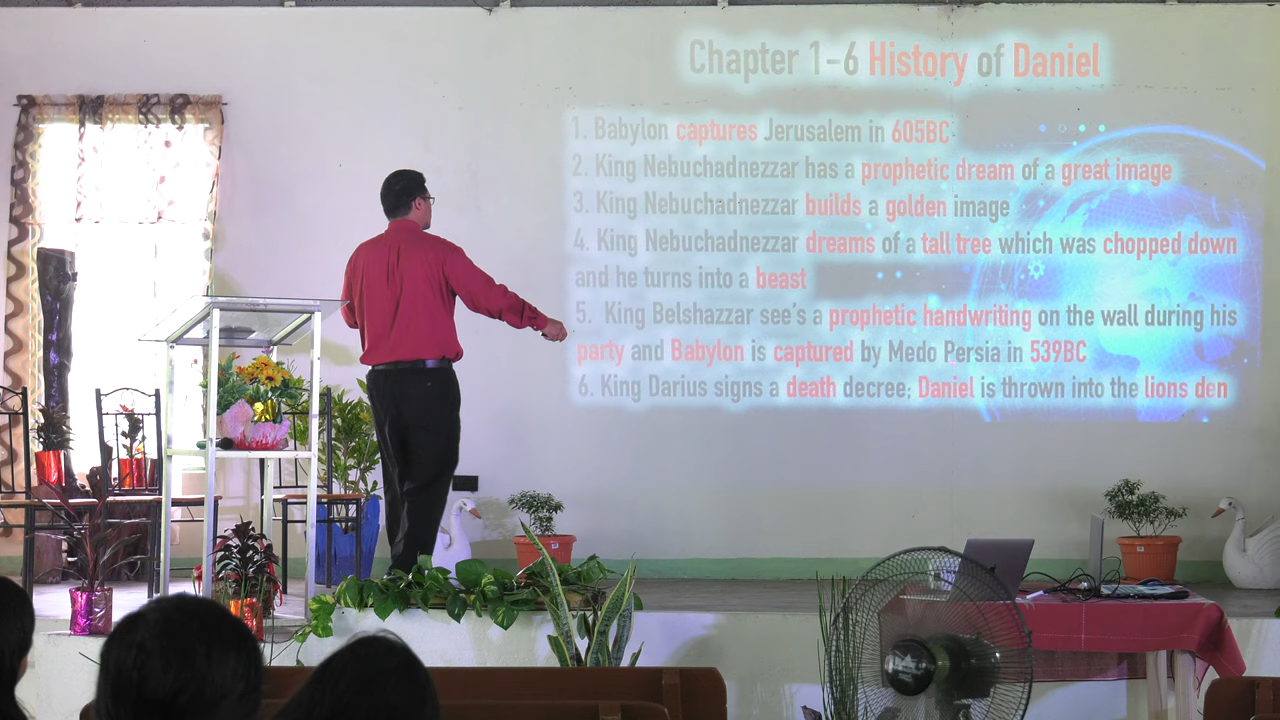 Chapter 1-6 History of Daniel
1. Babylon captures Jerusalem in 605BC
2. King Nebuchadnezzar has a prophetic dream of a great image
3. King Nebuchadnezzar builds a golden image
4. King Nebuchadnezzar dreams of a tall tree which was chopped down
and he turns into a beast
5. King Belshazzar see's a prophetic handwriting on the wall during his
party and Babylon is captured by Medo Persia in 539BC
6. King Darius signs a death decree; Daniel is thrown into the lions den